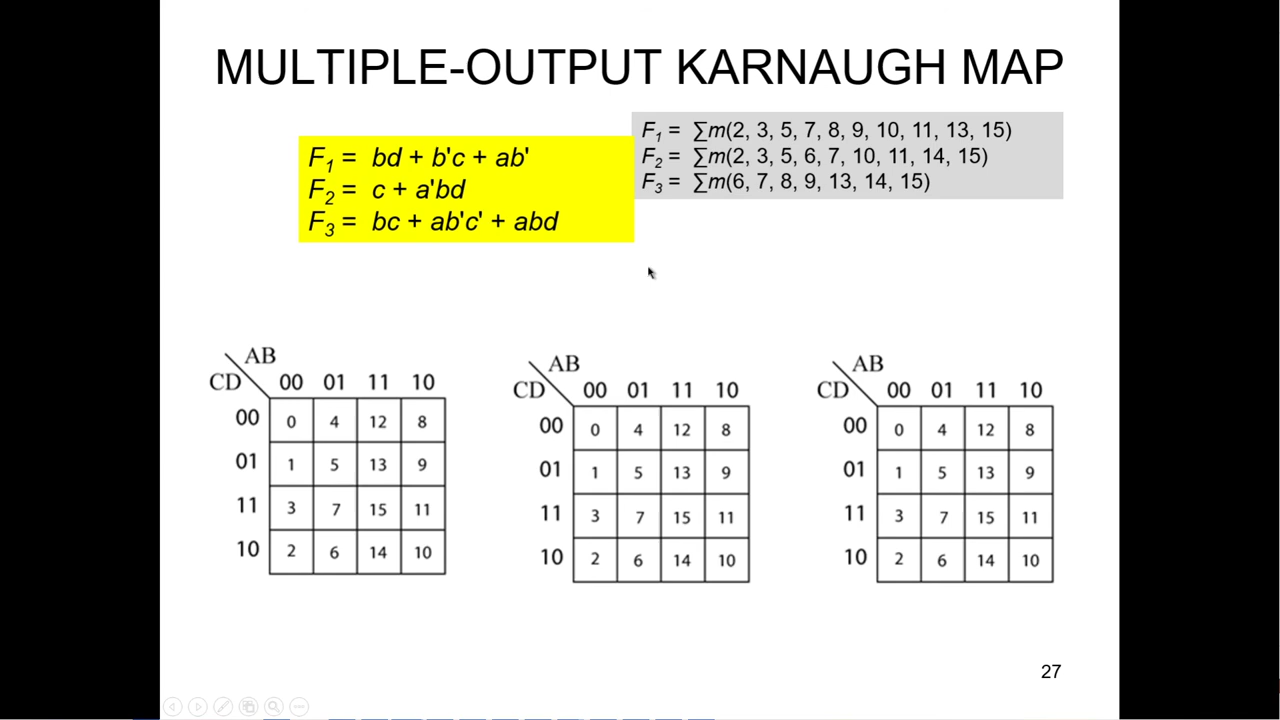 MULTIPLE-OUTPUT KARNAUGH MAP
F1 = bd + b'c + ab'
F2 = c + a'bd
F3 = bc + ab'c' + abd
F1 = ∑m(2, 3, 5, 7, 8, 9, 10, 11, 13, 15)
F2 = ∑m(2, 3, 5, 6, 7, 10, 11, 14, 15)
F3 = ∑m(6, 7, 8, 9, 13, 14, 15)
AB
CD 00 01 11 10
00 0 4 12 8
01 1 5 13 9
11 3 7 15 11
10 2 6 14 10
AB
CD 00 01 11 10
00 0 4 12 8
01 1 5 13 9
11 3 7 15 11
10 2 6 14 10
AB
CD 00 01 11 10
00 0 4 12 8
01 1 5 13 9
11 3 7 15 11
10 2 6 14 10
27